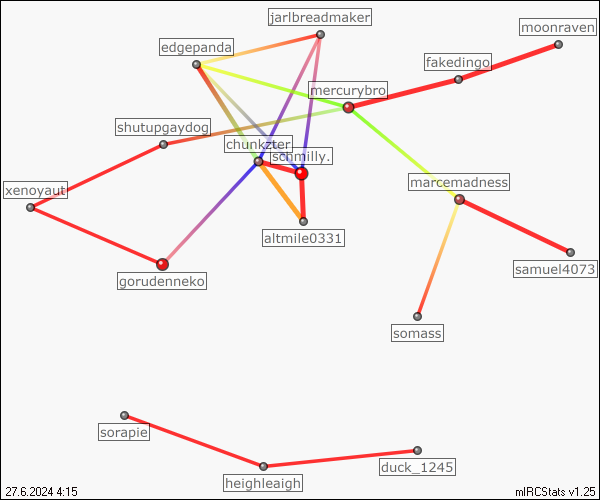 jarlbreadmaker
moonraven
edgepanda
fakedingo
mercurybro
shutupgaydog
chunkzter
schmilly.
xenoyaut
marcemadness
altmile0331
samuel4073
gorudenneko
somass
sorapie
duck_1245
heighleaigh
27.6.2024 4:15
mIRCStats v1.25